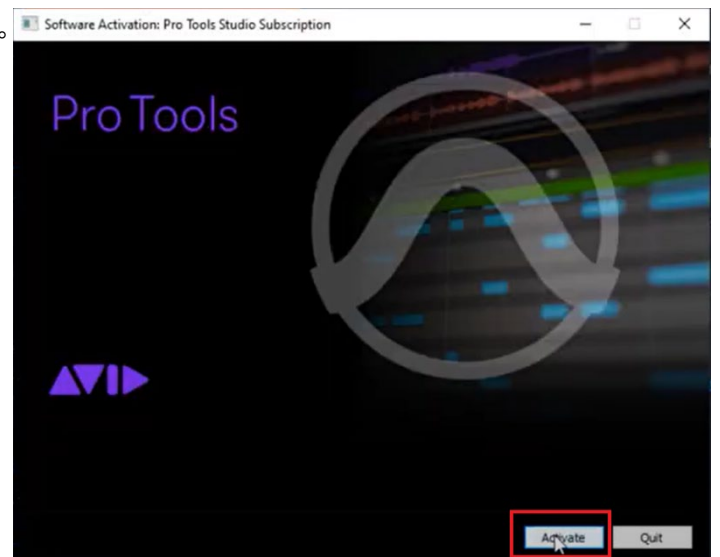 Software Activation: Pro Tools Studio Subscription
Pro Tools
AVID
Activate
Quit